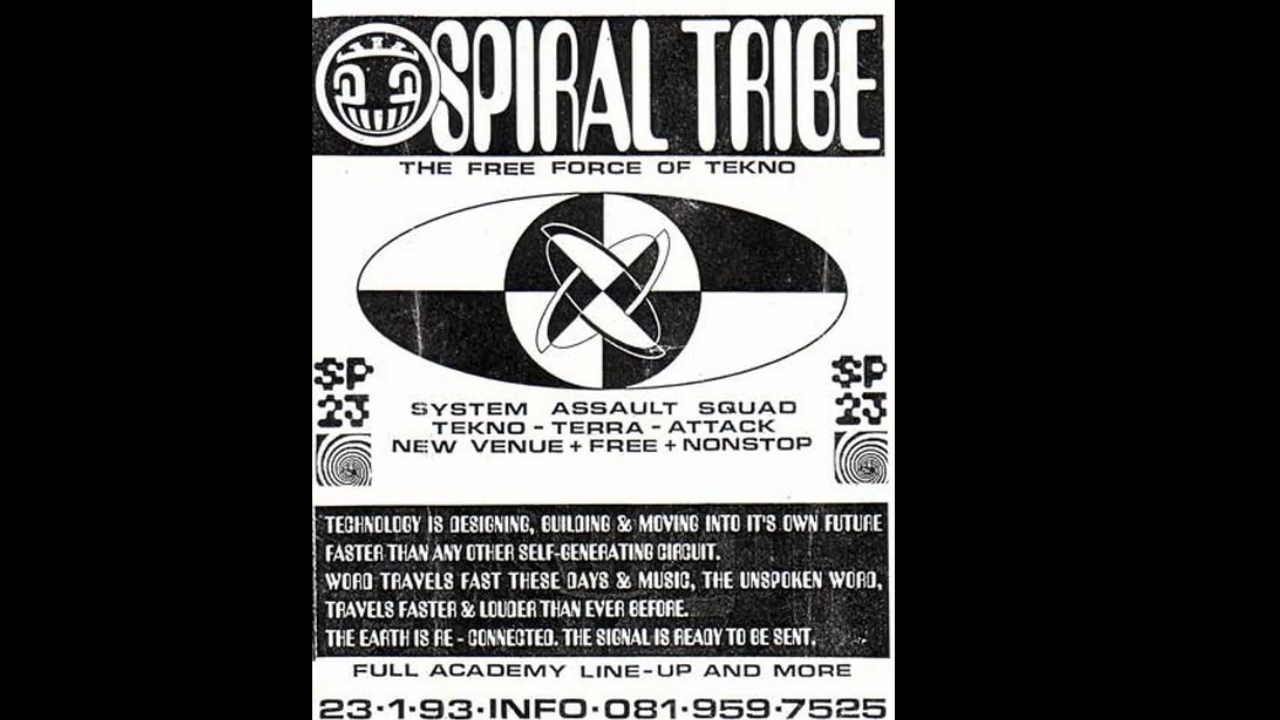 SPIRAL TRIBE
THE FREE FORCE OF TEKNO
SP
23
SP
23
SYSTEM ASSAULT SQUAD
TEKNO - TERRA - ATTACK
NEW VENUE + FREE + NONSTOP
TECHNOLOGY IS DESIGNING, BUILDING & MOVING INTO IT'S OWN FUTURE
FASTER THAN ANY OTHER SELF-GENERATING CIRCUIT.
WORD TRAVELS FAST THESE DAYS & MUSIC, THE UNSPOKEN WORD,
TRAVELS FASTER & LOUDER THAN EVER BEFORE.
THE EARTH IS RE - CONNECTED. THE SIGNAL IS READY TO BE SENT.
FULL ACADEMY LINE-UP AND MORE
23·1·93·INFO·081·959·7525